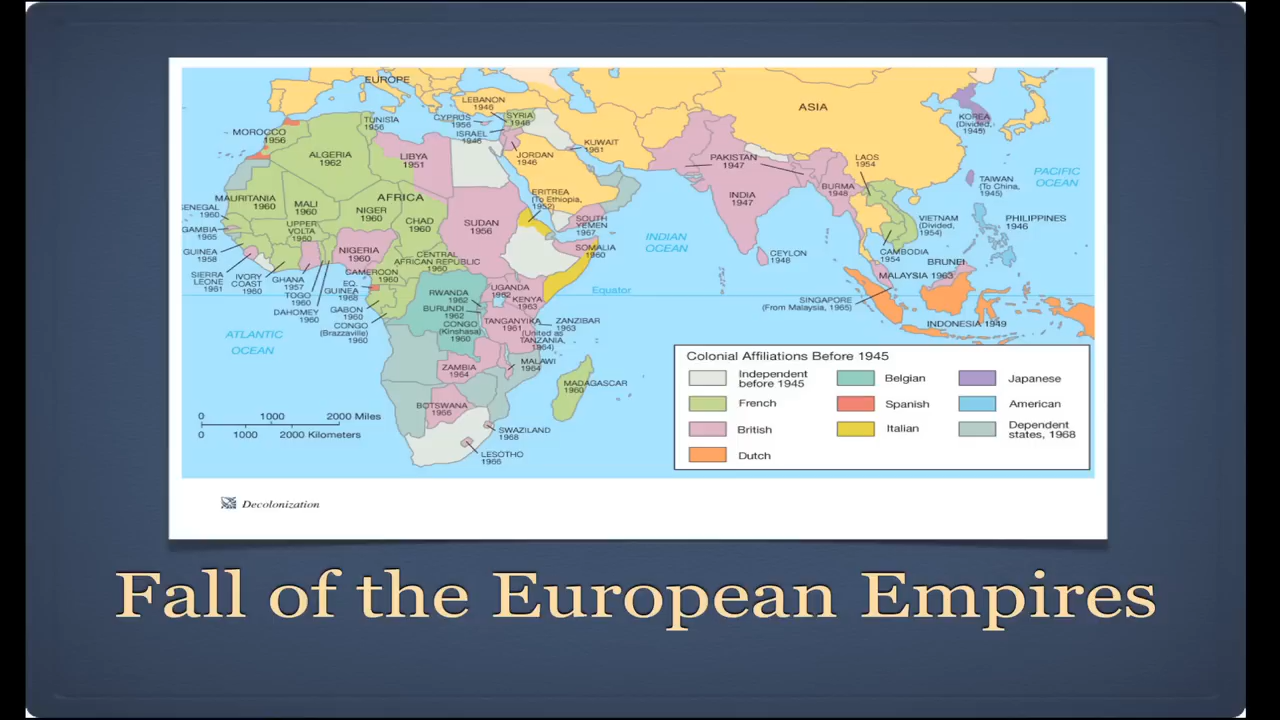 EUROPE
ASIA
LEBANON
1946
CYPRUS
1956
SYRIA
1946
ISRAEL
1946
TUNISIA
1956
MOROCCO
1956
KOREA
(Divided,
1945)
KUWAIT
1961
JORDAN
1946
ALGERIA
1962
LIBYA
1951
PAKISTAN
1947
LAOS
1954
PACIFIC
OCEAN
TAIWAN
(To China,
1945)
BURMA
1948
INDIA
1947
ERITREA
(To Ethiopia,
1952)
MAURITANIA
1960
MALI
1960
AFRICA
NIGER
1960
CHAD
1960
SUDAN
1956
SENEGAL
1960
GAMBIA
1965
UPPER
VOLTA
1960
SOUTH
YEMEN
1967
VIETNAM
(Divided,
1954)
PHILIPPINES
1946
INDIAN
OCEAN
GUINEA
1958
NIGERIA
1960
SOMALIA
1960
CEYLON
1948
CAMBODIA
1954
CENTRAL
AFRICAN REPUBLIC
1960
BRUNEI
CAMEROON
1960
MALAYSIA 1963
SIERRA
LEONE
1961
IVORY
COAST
1960
GHANA
1957
TOGO
1960
DAHOMEY
1960
EQ.
GUINEA
1968
GABON
1960
CONGO
(Brazzaville)
1960
RWANDA
1962
BURUNDI
1962
CONGO
(Kinshasa)
1960
UGANDA
1962
KENYA
1963
Equator
SINGAPORE
(From Malaysia, 1965)
INDONESIA 1949
TANGANYIKA
1961
ZANZIBAR
1963
(United as
TANZANIA,
1964)
ATLANTIC
OCEAN
ZAMBIA
1964
MALAWI
1964
MADAGASCAR
1960
BOTSWANA
1966
SWAZILAND
1968
LESOTHO
1966
0 1000 2000 Miles
0 1000 2000 Kilometers
Colonial Affiliations Before 1945
Independent
before 1945
French
British
Dutch
Belgian
Spanish
Italian
Japanese
American
Dependent
states, 1968
Decolonization
Fall of the European Empires